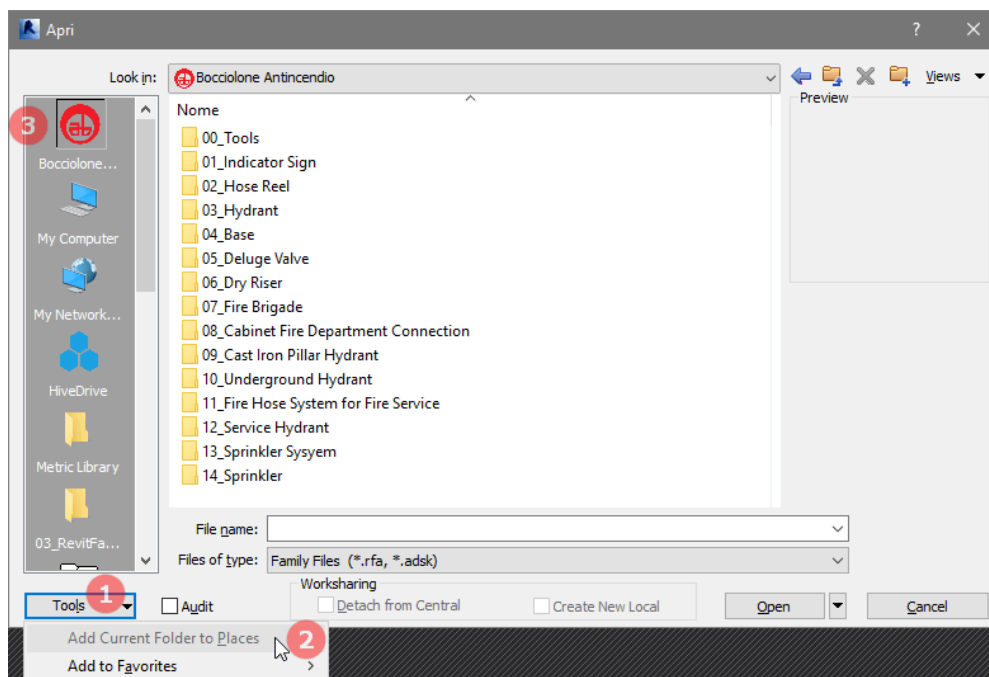 Apri
Look in: Bocciolone Antincendio Views
Preview
3
Bocciolone...
My Computer
My Network...
HiveDrive
Metric Library
03_RevitFa...
Nome
00_Tools
01_Indicator Sign
02_Hose Reel
03_Hydrant
04_Base
05_Deluge Valve
06_Dry Riser
07_Fire Brigade
08_Cabinet Fire Department Connection
09_Cast Iron Pillar Hydrant
10_Underground Hydrant
11_Fire Hose System for Fire Service
12_Service Hydrant
13_Sprinkler Sysyem
14_Sprinkler
File name:
Files of type: Family Files (*.rfa, *.adsk)
Worksharing
Tools 1 Audit Detach from Central Create New Local Open Cancel
Add Current Folder to Places 2
Add to Favorites